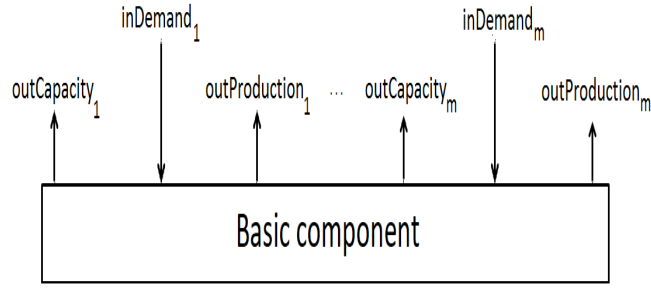 inDemand₁ inDemandₘ
outCapacity₁ outProduction₁ ... outCapacityₘ outProductionₘ
Basic component